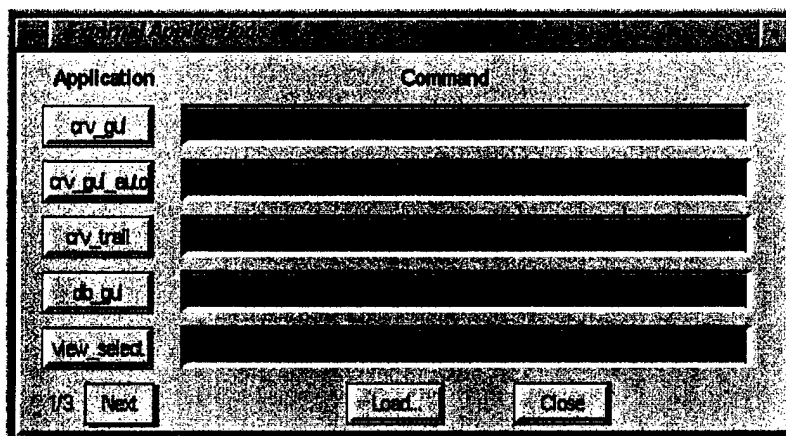 Application Command
crv_gui
crv_gui_auto
crv_trail
db_gui
view_select
1/3 Next Load... Close